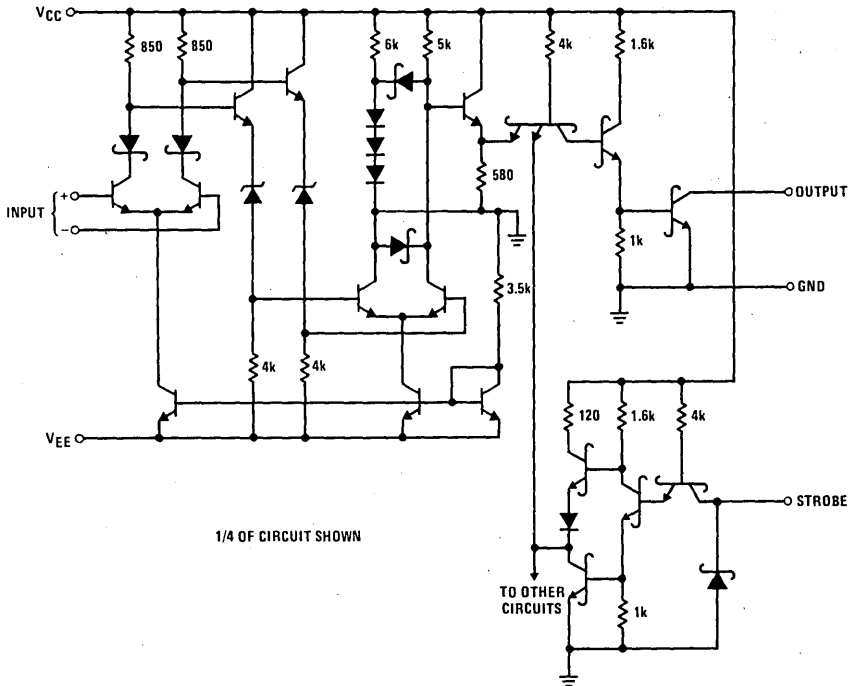 VCC
850
850
6k
5k
4k
1.6k
580
+
INPUT
−
OUTPUT
1k
GND
3.5k
4k
4k
VEE
120
1.6k
4k
STROBE
1/4 OF CIRCUIT SHOWN
TO OTHER
CIRCUITS
1k